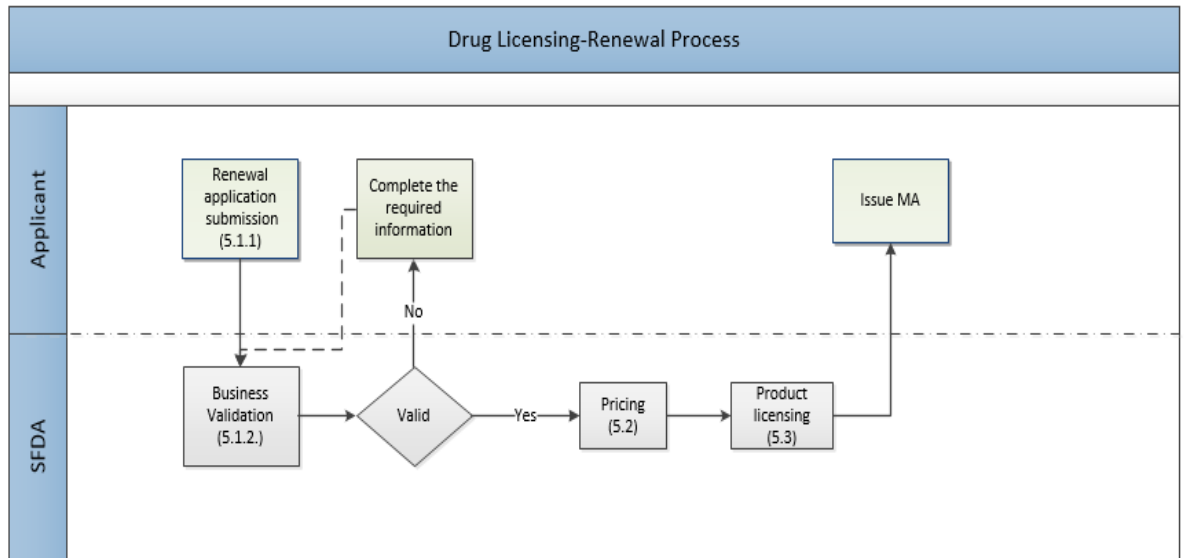 Drug Licensing-Renewal Process
Applicant
Renewal
application
submission
(5.1.1)
Complete the
required
information
Issue MA
No
SFDA
Business
Validation
(5.1.2.)
Valid
Yes
Pricing
(5.2)
Product
licensing
(5.3)